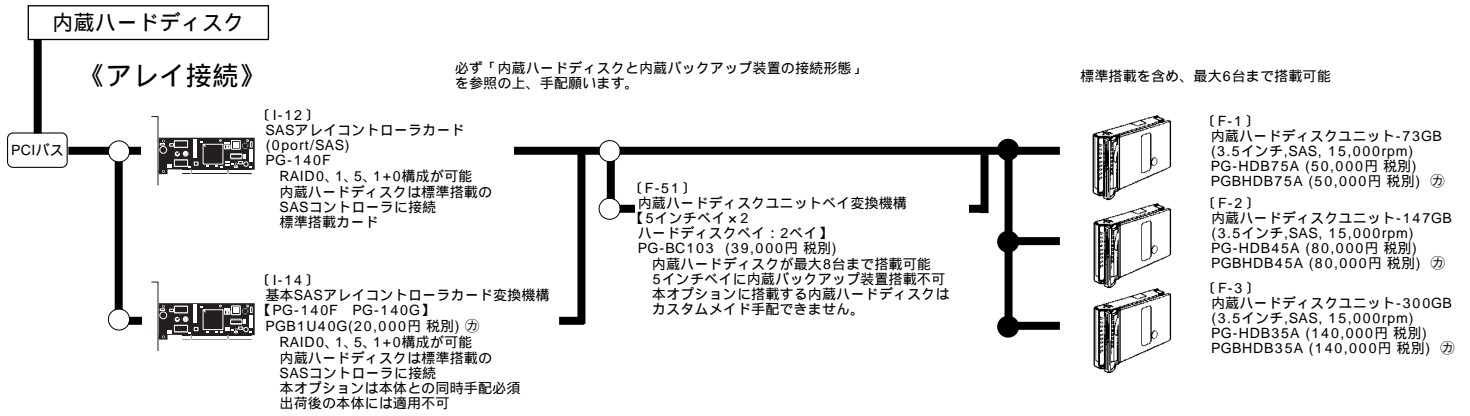 内蔵ハードディスク
《アレイ接続》
必ず「内蔵ハードディスクと内蔵バックアップ装置の接続形態」
を参照の上、手配願います。
標準搭載を含め、最大6台まで搭載可能
PCIバス
〔I-12〕
SASアレイコントローラカード
(0port/SAS)
PG-140F
RAID0、1、5、1+0構成が可能
内蔵ハードディスクは標準搭載の
SASコントローラに接続
標準搭載カード
〔I-14〕
基本SASアレイコントローラカード変換機構
【PG-140F PG-140G】
PGB1U40G(20,000円 税別) ㋕
RAID0、1、5、1+0構成が可能
内蔵ハードディスクは標準搭載の
SASコントローラに接続
本オプションは本体との同時手配必須
出荷後の本体には適用不可
〔F-51〕
内蔵ハードディスクユニットベイ変換機構
【5インチベイ×2
ハードディスクベイ:2ベイ】
PG-BC103 (39,000円 税別)
内蔵ハードディスクが最大8台まで搭載可能
5インチベイに内蔵バックアップ装置搭載不可
本オプションに搭載する内蔵ハードディスクは
カスタムメイド手配できません。
〔F-1〕
内蔵ハードディスクユニット-73GB
(3.5インチ,SAS, 15,000rpm)
PG-HDB75A (50,000円 税別)
PGBHDB75A (50,000円 税別) ㋕
〔F-2〕
内蔵ハードディスクユニット-147GB
(3.5インチ,SAS, 15,000rpm)
PG-HDB45A (80,000円 税別)
PGBHDB45A (80,000円 税別) ㋕
〔F-3〕
内蔵ハードディスクユニット-300GB
(3.5インチ,SAS, 15,000rpm)
PG-HDB35A (140,000円 税別)
PGBHDB35A (140,000円 税別) ㋕